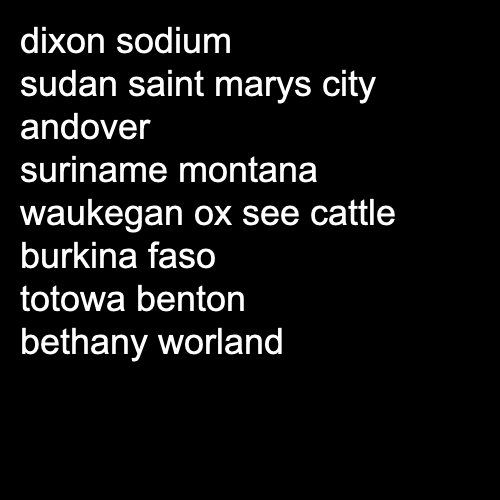 dixon sodium
sudan saint marys city
andover
suriname montana
waukegan ox see cattle
burkina faso
totowa benton
bethany worland